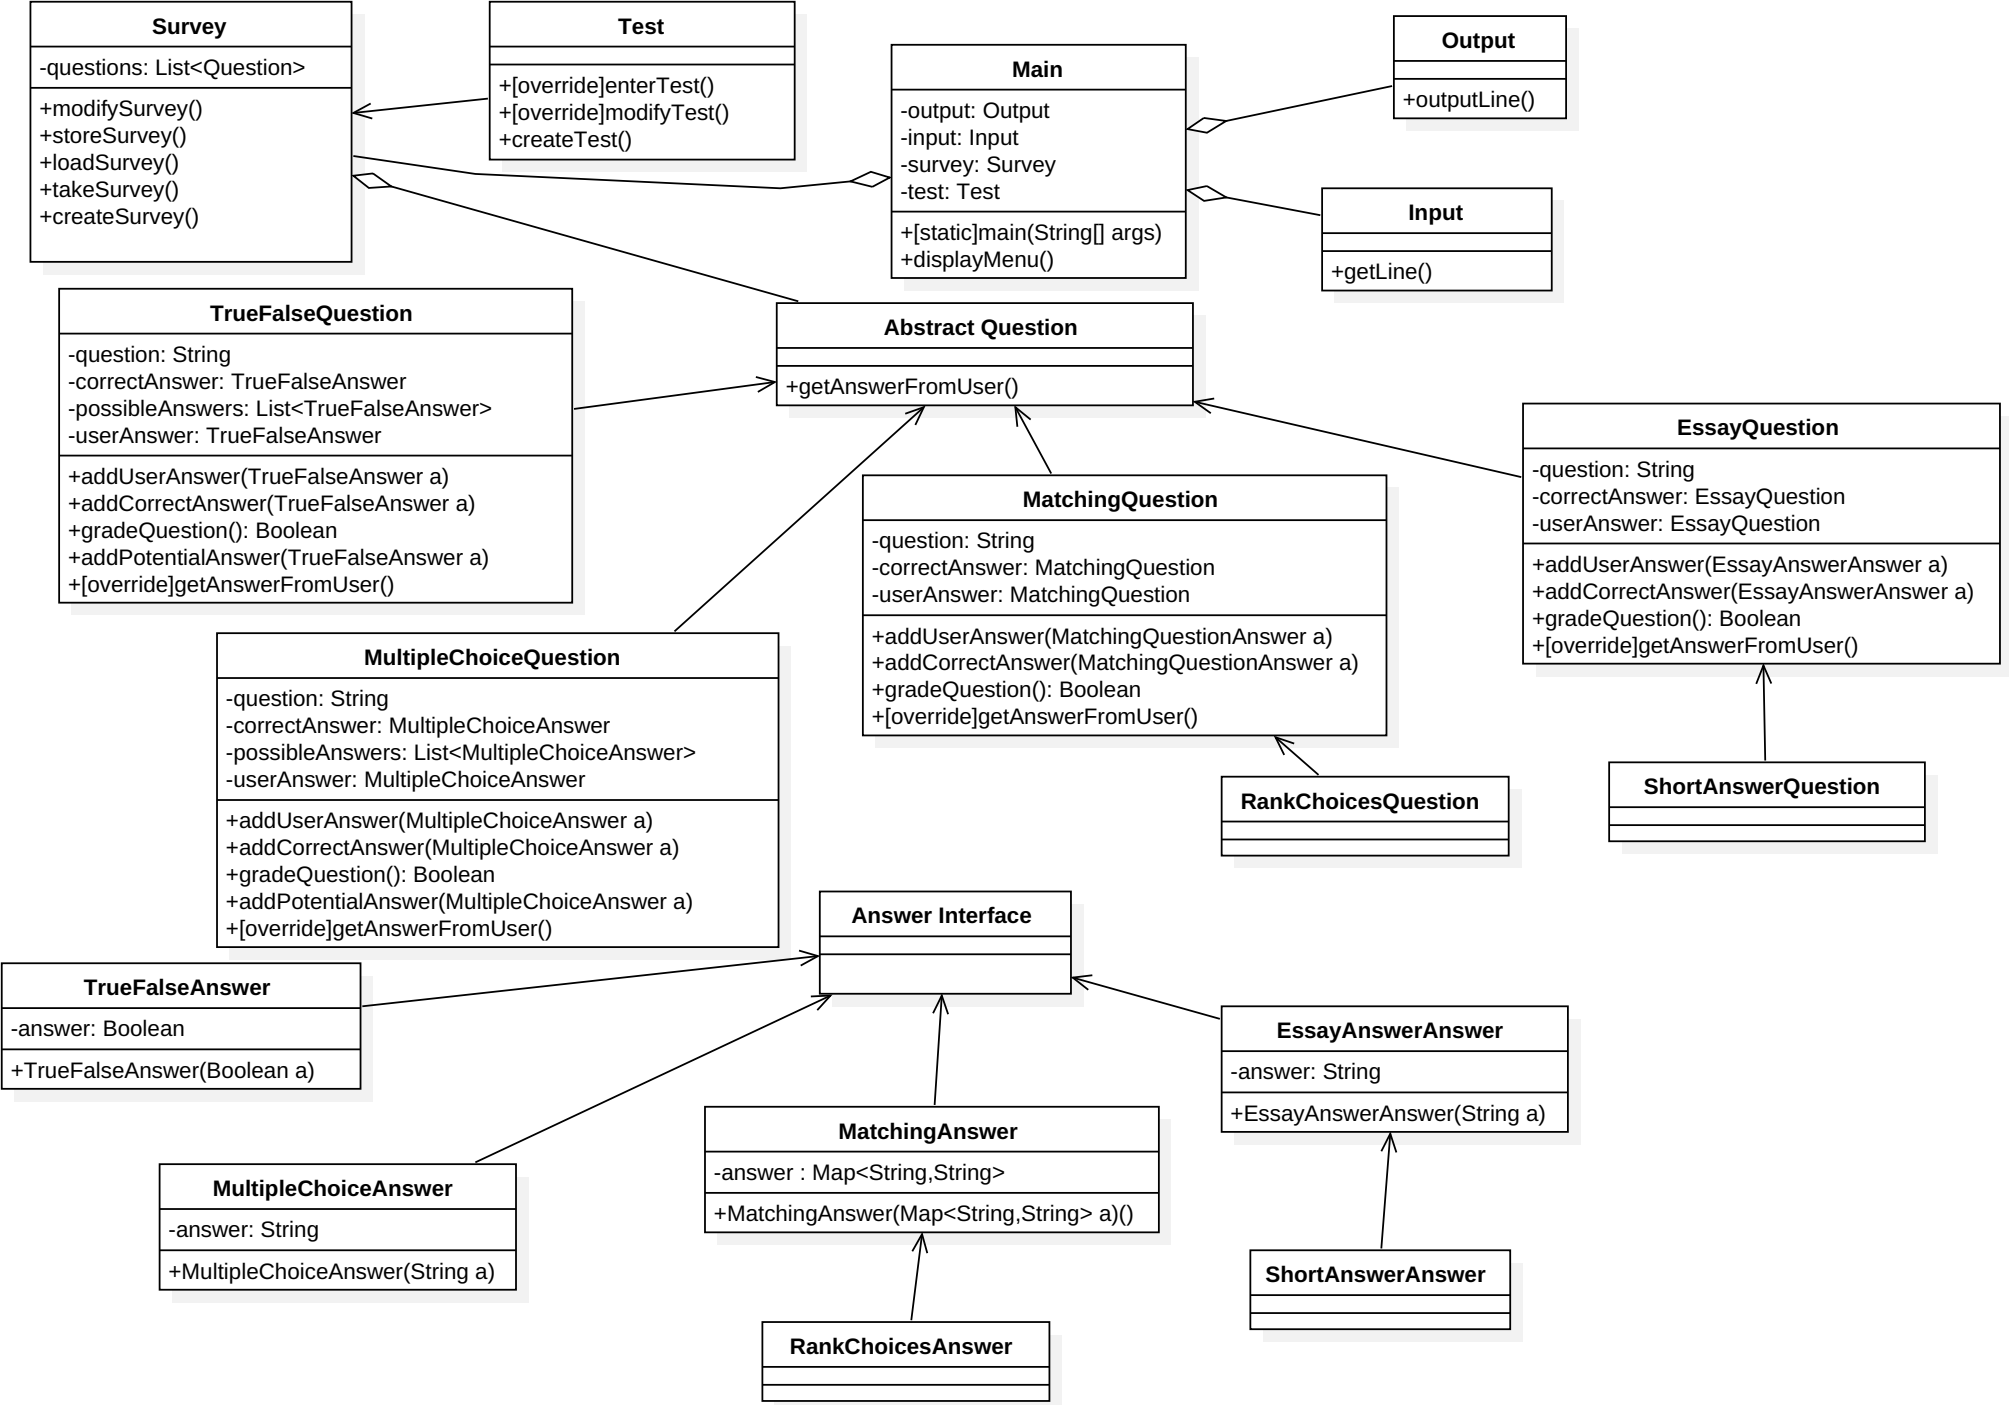 Survey
-questions: List<Question>
+modifySurvey()
+storeSurvey()
+loadSurvey()
+takeSurvey()
+createSurvey()
Test
+[override]enterTest()
+[override]modifyTest()
+createTest()
Main
-output: Output
-input: Input
-survey: Survey
-test: Test
+[static]main(String[] args)
+displayMenu()
Output
+outputLine()
Input
+getLine()
TrueFalseQuestion
-question: String
-correctAnswer: TrueFalseAnswer
-possibleAnswers: List<TrueFalseAnswer>
-userAnswer: TrueFalseAnswer
+addUserAnswer(TrueFalseAnswer a)
+addCorrectAnswer(TrueFalseAnswer a)
+gradeQuestion(): Boolean
+addPotentialAnswer(TrueFalseAnswer a)
+[override]getAnswerFromUser()
Abstract Question
+getAnswerFromUser()
EssayQuestion
-question: String
-correctAnswer: EssayQuestion
-userAnswer: EssayQuestion
+addUserAnswer(EssayAnswerAnswer a)
+addCorrectAnswer(EssayAnswerAnswer a)
+gradeQuestion(): Boolean
+[override]getAnswerFromUser()
MatchingQuestion
-question: String
-correctAnswer: MatchingQuestion
-userAnswer: MatchingQuestion
+addUserAnswer(MatchingQuestionAnswer a)
+addCorrectAnswer(MatchingQuestionAnswer a)
+gradeQuestion(): Boolean
+[override]getAnswerFromUser()
MultipleChoiceQuestion
-question: String
-correctAnswer: MultipleChoiceAnswer
-possibleAnswers: List<MultipleChoiceAnswer>
-userAnswer: MultipleChoiceAnswer
+addUserAnswer(MultipleChoiceAnswer a)
+addCorrectAnswer(MultipleChoiceAnswer a)
+gradeQuestion(): Boolean
+addPotentialAnswer(MultipleChoiceAnswer a)
+[override]getAnswerFromUser()
RankChoicesQuestion
ShortAnswerQuestion
Answer Interface
TrueFalseAnswer
-answer: Boolean
+TrueFalseAnswer(Boolean a)
EssayAnswerAnswer
-answer: String
+EssayAnswerAnswer(String a)
MatchingAnswer
-answer : Map<String,String>
+MatchingAnswer(Map<String,String> a)()
MultipleChoiceAnswer
-answer: String
+MultipleChoiceAnswer(String a)
ShortAnswerAnswer
RankChoicesAnswer